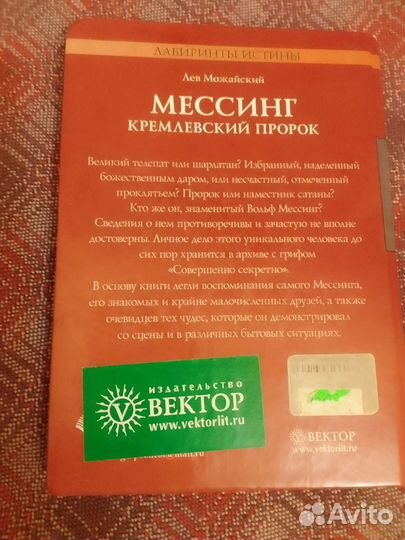 ЛАБИРИНТЫ ИСТИНЫ
Лев Можайский
МЕССИНГ
КРЕМЛЕВСКИЙ ПРОРОК
Великий телепат или шарлатан? Избранный, наделенный
божественным даром, или несчастный, отмеченный
проклятьем? Пророк или наместник сатаны?
Кто же он, знаменитый Вольф Мессинг?
Сведения о нем противоречивы и зачастую не вполне
достоверны. Личное дело этого уникального человека до
сих пор хранится в архиве с грифом
«Совершенно секретно».
В основу книги легли воспоминания самого Мессинга,
его знакомых и крайне малочисленных друзей, а также
очевидцев тех чудес, которые он демонстрировал
со сцены и в различных бытовых ситуациях.
издательство
ВЕКТОР
www.vektorlit.ru
ВЕКТОР
www.vektorlit.ru
Avito